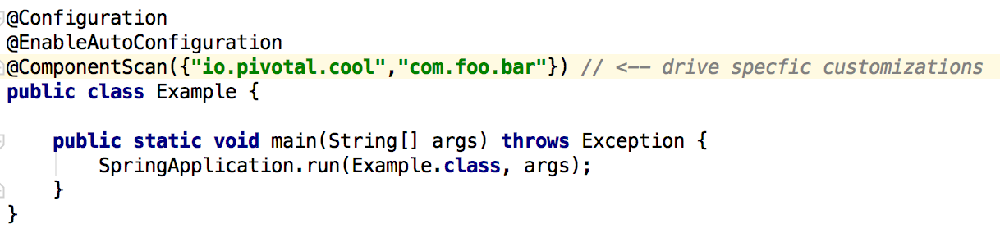 @Configuration
@EnableAutoConfiguration
@ComponentScan({"io.pivotal.cool","com.foo.bar"}) // <-- drive specfic customizations
public class Example {
public static void main(String[] args) throws Exception {
SpringApplication.run(Example.class, args);
}
}